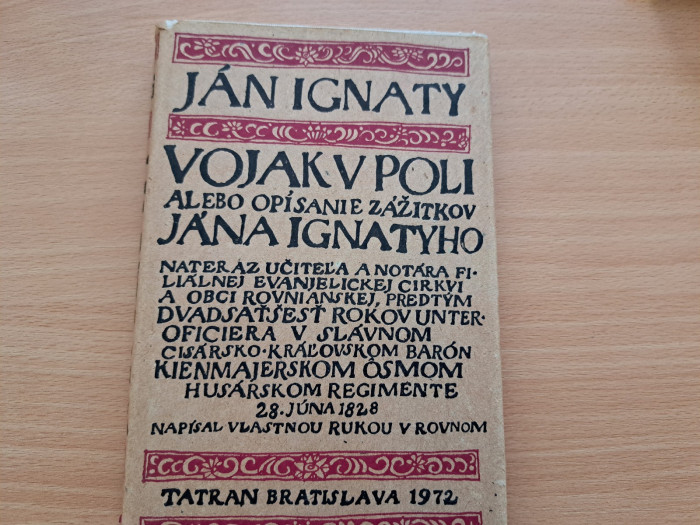 JÁN IGNATY
VOJAK V POLI
ALEBO OPÍSANIE ZÁŽITKOV
JÁNA IGNATYHO
NATERAZ UČITEĽA A NOTÁRA FI-
LIÁLNEJ EVANJELICKEJ CIRKVI
A OBCI ROVNIANSKEJ, PREDTÝM
DVADSAŤŠESŤ ROKOV UNTER-
OFICIERA V SLÁVNOM
CISÁRSKO-KRÁĽOVSKOM BARÓN
KIENMAJERSKOM ÔSMOM
HUSÁRSKOM REGIMENTE
28. JÚNA 1828
NAPÍSAL VLASTNOU RUKOU V ROVNOM
TATRAN BRATISLAVA 1972